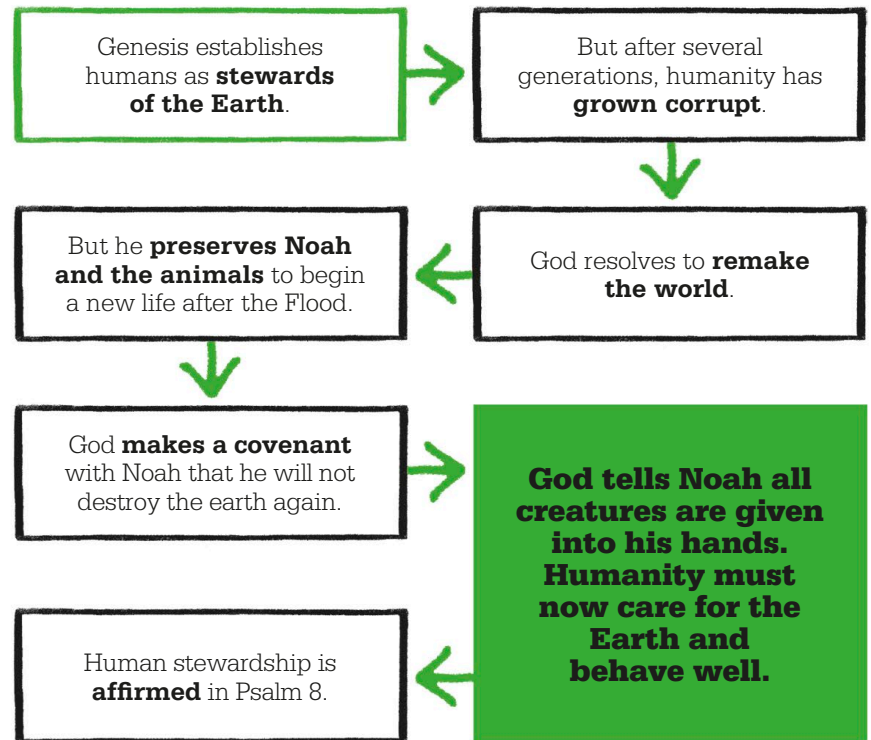 Genesis establishes
humans as stewards
of the Earth.
But after several
generations, humanity has
grown corrupt.
God resolves to remake
the world.
But he preserves Noah
and the animals to begin
a new life after the Flood.
God makes a covenant
with Noah that he will not
destroy the earth again.
God tells Noah all
creatures are given
into his hands.
Humanity must
now care for the
Earth and
behave well.
Human stewardship is
affirmed in Psalm 8.